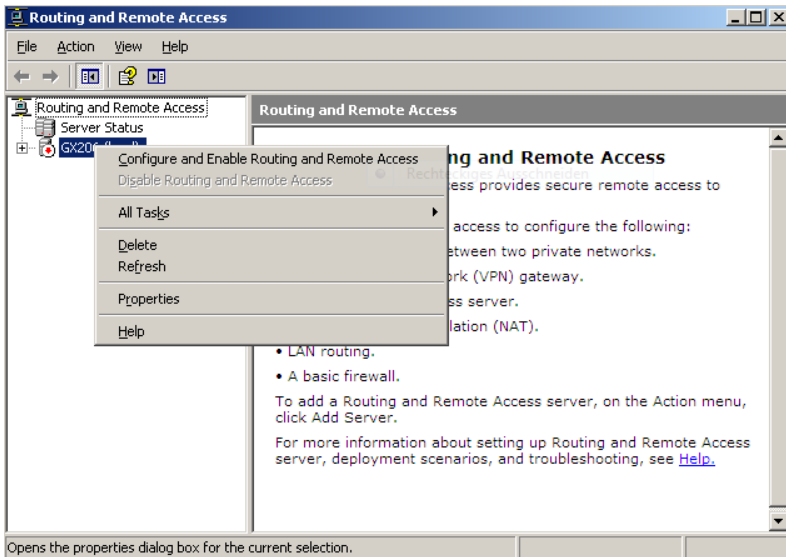 Routing and Remote Access
File Action View Help
Routing and Remote Access
Server Status
GX206
Configure and Enable Routing and Remote Access
Disable Routing and Remote Access
All Tasks
Delete
Refresh
Properties
Help
Routing and Remote Access
ng and Remote Access
Rechteckiges Ausschneiden
ess provides secure remote access to
access to configure the following:
etween two private networks.
rk (VPN) gateway.
ss server.
lation (NAT).
• LAN routing.
• A basic firewall.
To add a Routing and Remote Access server, on the Action menu,
click Add Server.
For more information about setting up Routing and Remote Access
server, deployment scenarios, and troubleshooting, see Help.
Opens the properties dialog box for the current selection.